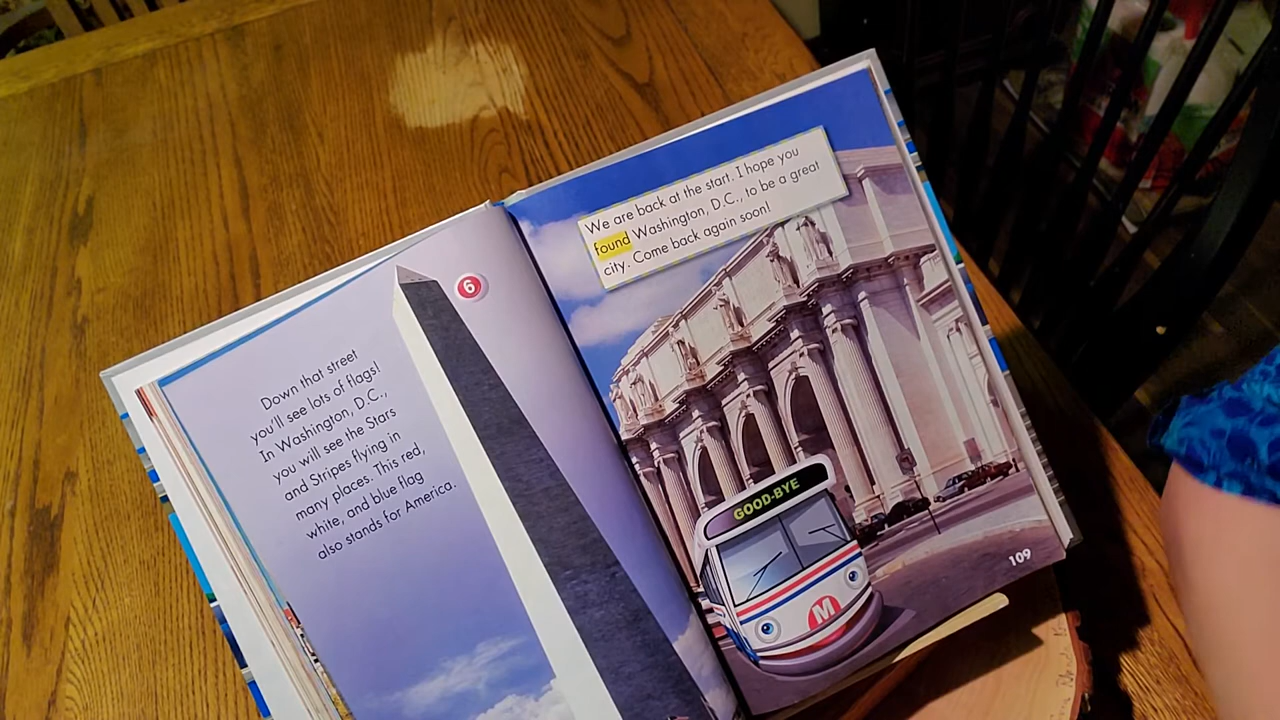 6
Down that street
you'll see lots of flags!
In Washington, D.C.,
you will see the Stars
and Stripes flying in
many places. This red,
white, and blue flag
also stands for America.
We are back at the start. I hope you
found Washington, D.C., to be a great
city. Come back again soon!
GOOD-BYE
M
109